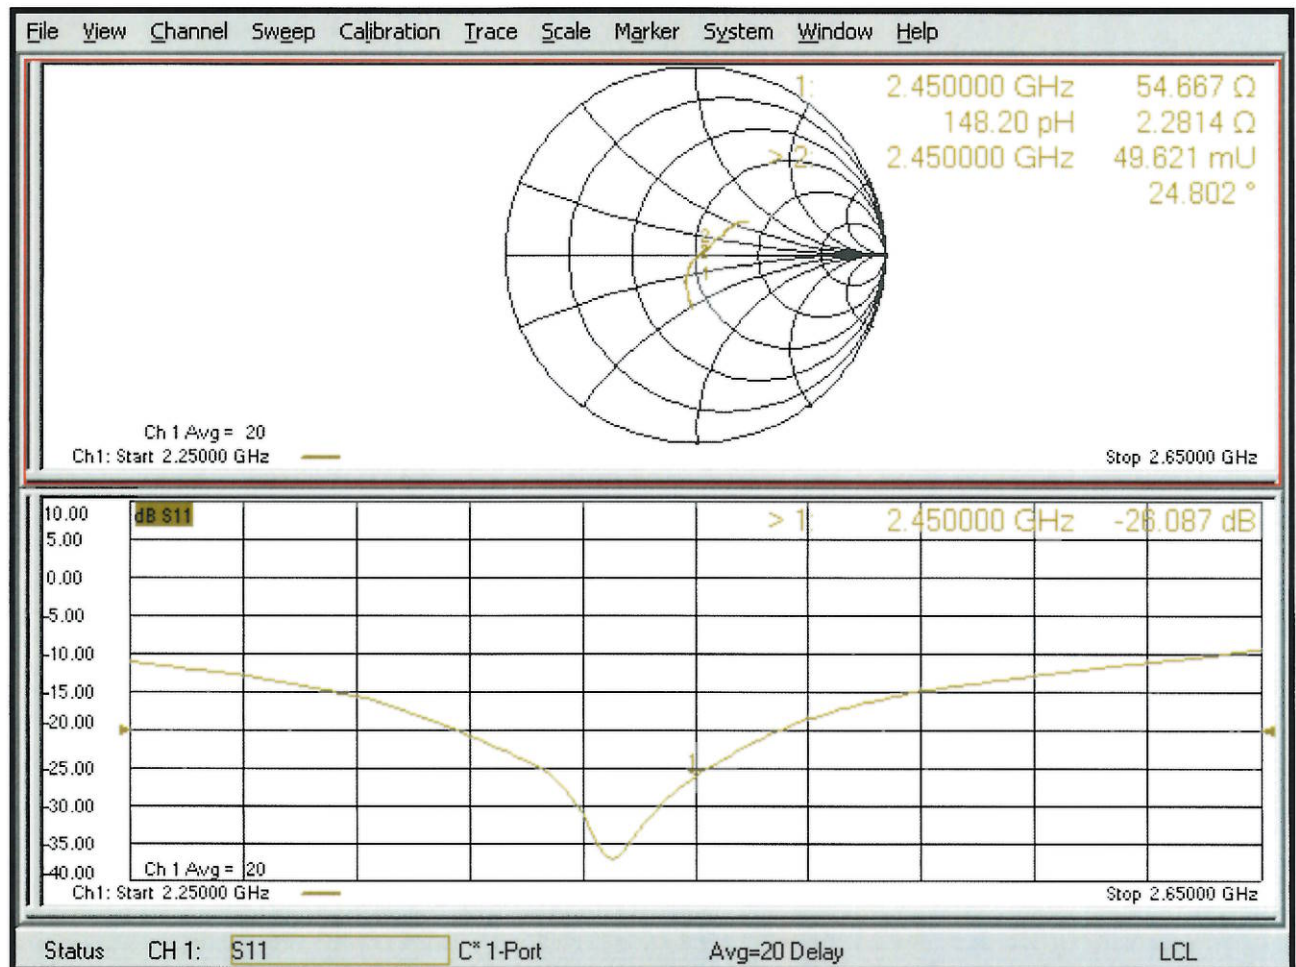 File View Channel Sweep Calibration Trace Scale Marker System Window Help
1: 2.450000 GHz 54.667 Ω
148.20 pH 2.2814 Ω
> 2: 2.450000 GHz 49.621 mU
24.802 °
2
2
1
Ch 1 Avg = 20
Ch1: Start 2.25000 GHz Stop 2.65000 GHz
10.00 dB S11 > 1: 2.450000 GHz -26.087 dB
5.00
0.00
-5.00
-10.00
-15.00
-20.00
1
-25.00
-30.00
-35.00
-40.00 Ch 1 Avg = 20
Ch1: Start 2.25000 GHz Stop 2.65000 GHz
Status CH 1: S11 C* 1-Port Avg=20 Delay LCL